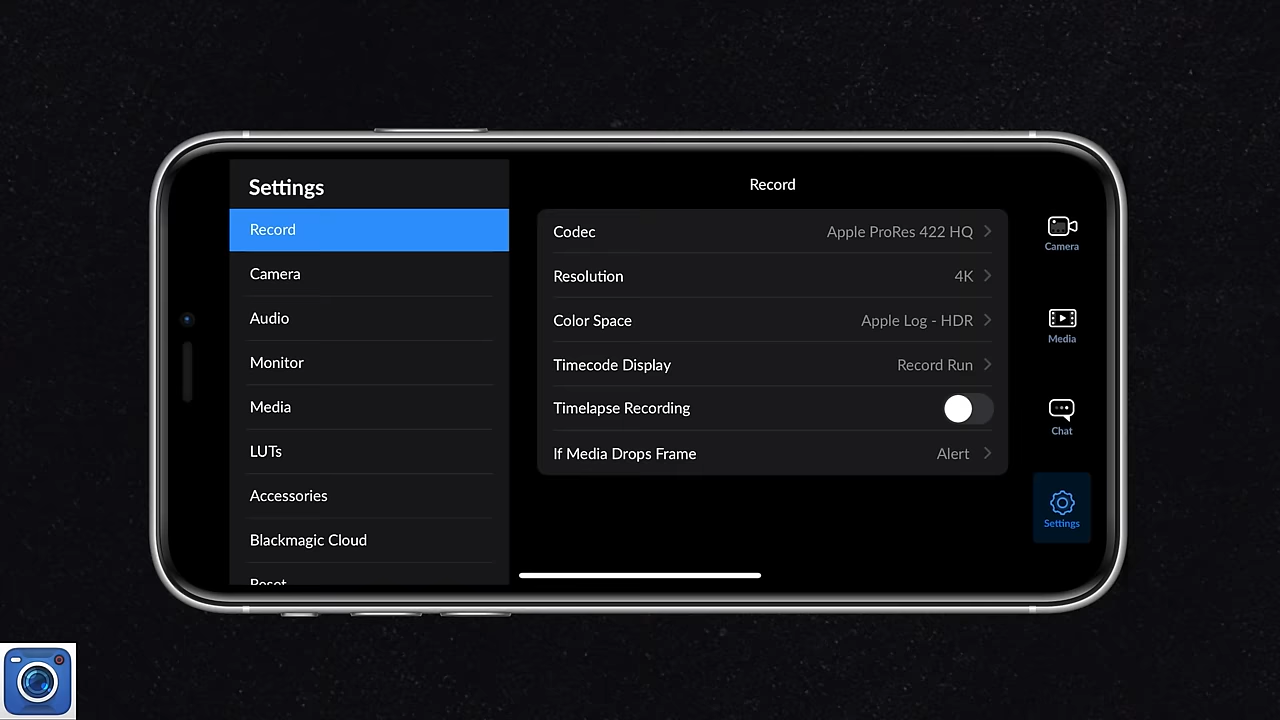 Settings
Record
Camera
Audio
Monitor
Media
LUTs
Accessories
Blackmagic Cloud
Reset
Record
Codec Apple ProRes 422 HQ
Resolution 4K
Color Space Apple Log - HDR
Timecode Display Record Run
Timelapse Recording
If Media Drops Frame Alert
Camera
Media
Chat
Settings